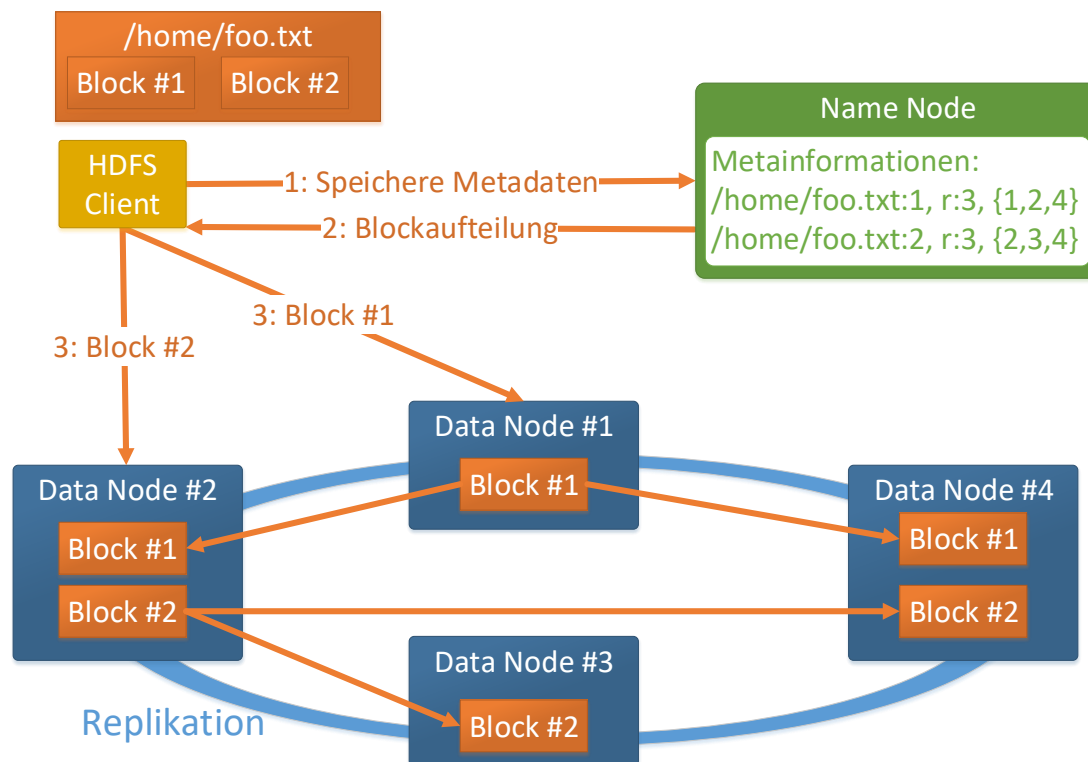 /home/foo.txt
Block #1
Block #2
HDFS
Client
Name Node
Metainformationen:
/home/foo.txt:1, r:3, {1,2,4}
/home/foo.txt:2, r:3, {2,3,4}
1: Speichere Metadaten
2: Blockaufteilung
3: Block #1
3: Block #2
Data Node #1
Block #1
Data Node #2
Block #1
Block #2
Data Node #4
Block #1
Block #2
Data Node #3
Block #2
Replikation